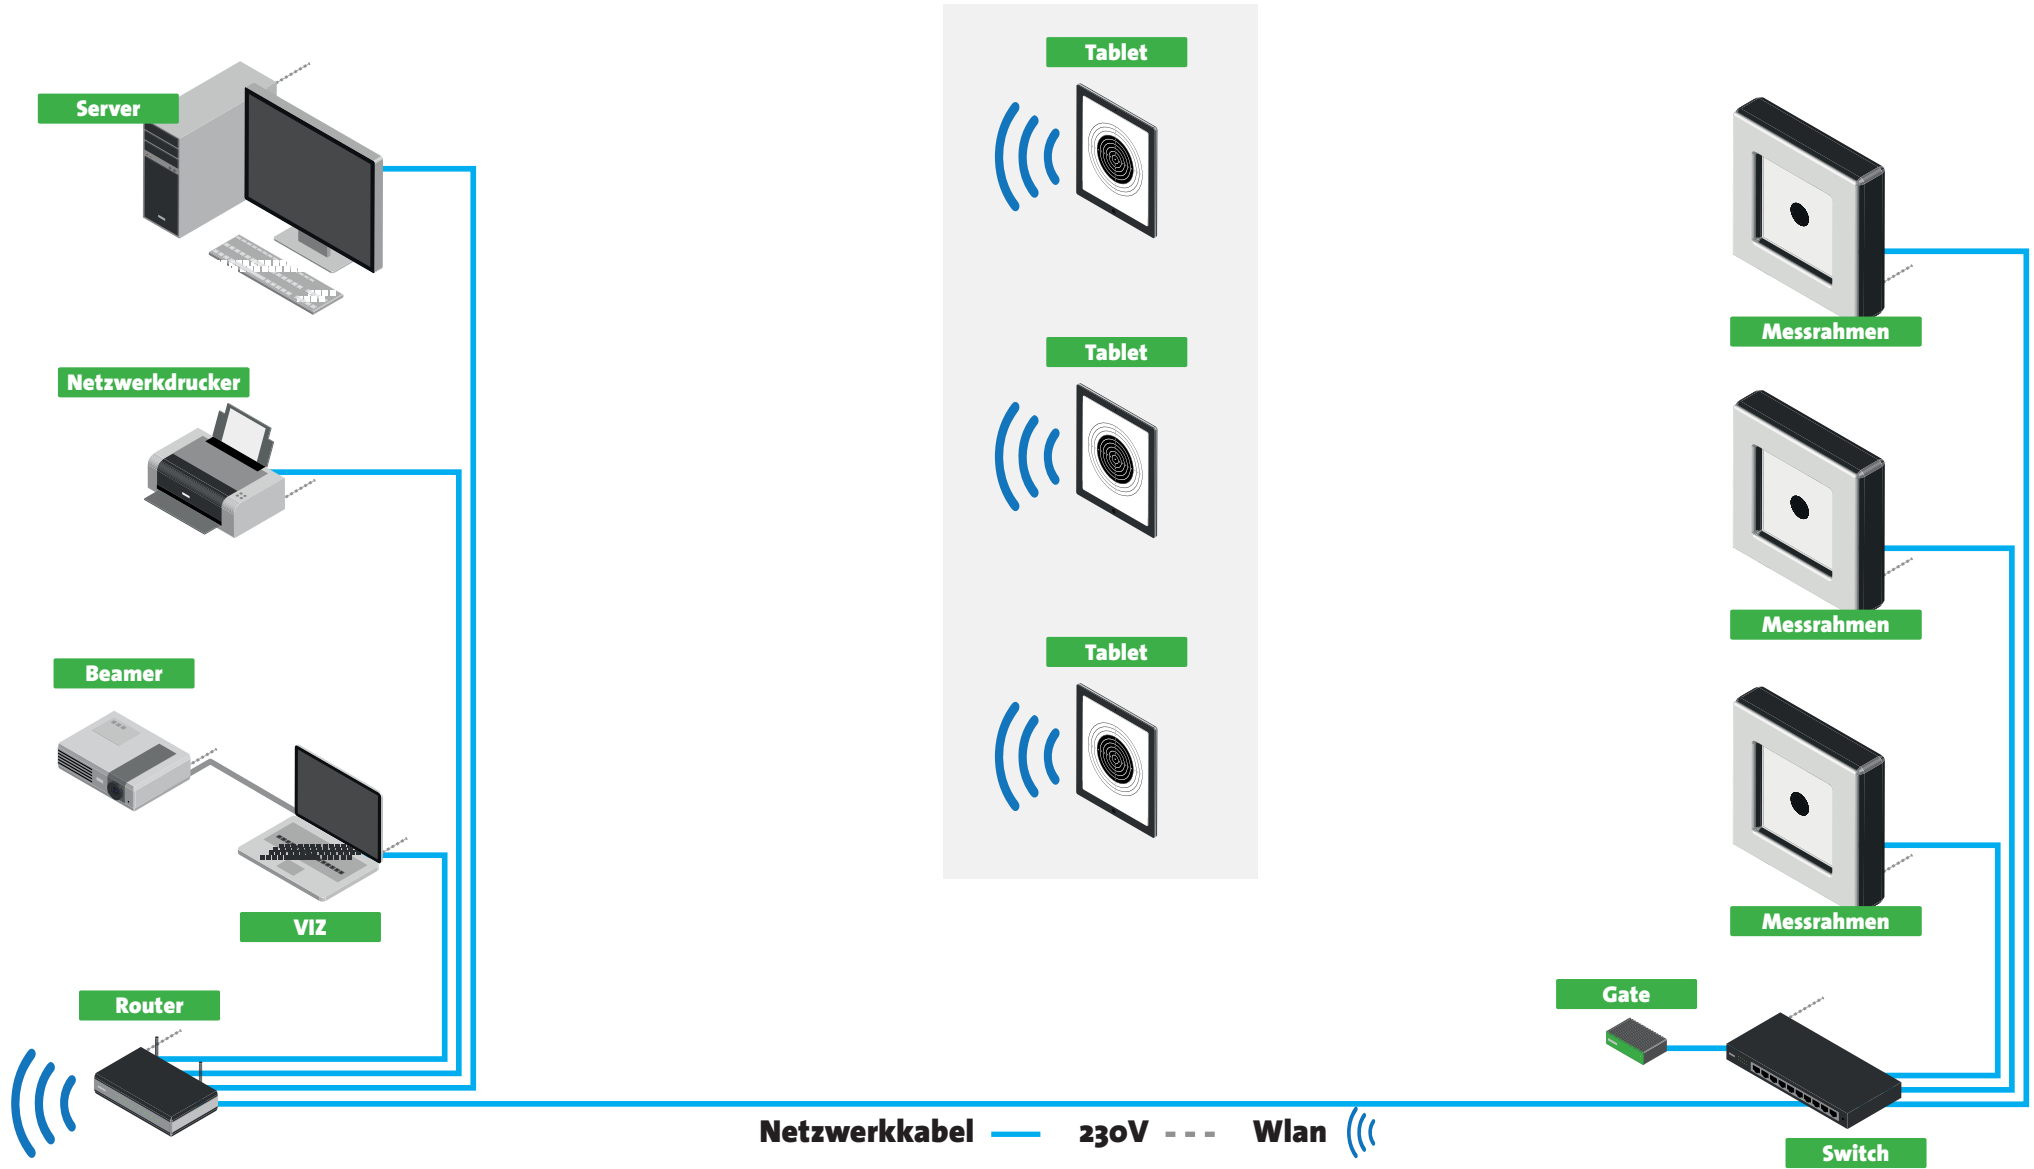 Tablet
Server
Messrahmen
Tablet
Netzwerkdrucker
Messrahmen
Tablet
Beamer
Messrahmen
VIZ
Gate
Router
Netzwerkkabel 230V Wlan
Switch